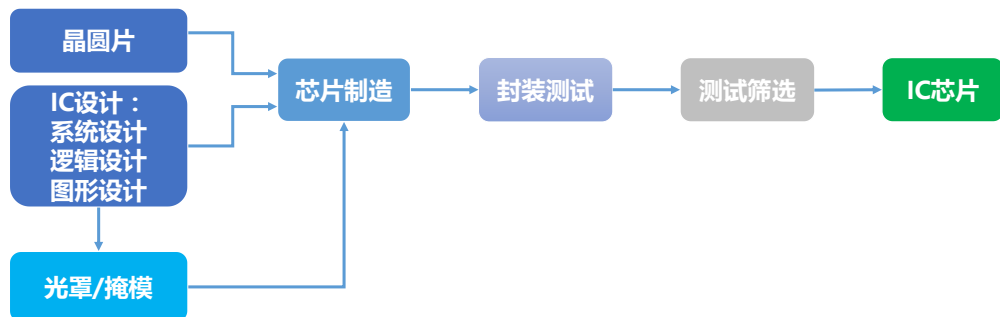 晶圆片
IC设计：
系统设计
逻辑设计
图形设计
光罩/掩模
芯片制造
封装测试
测试筛选
IC芯片